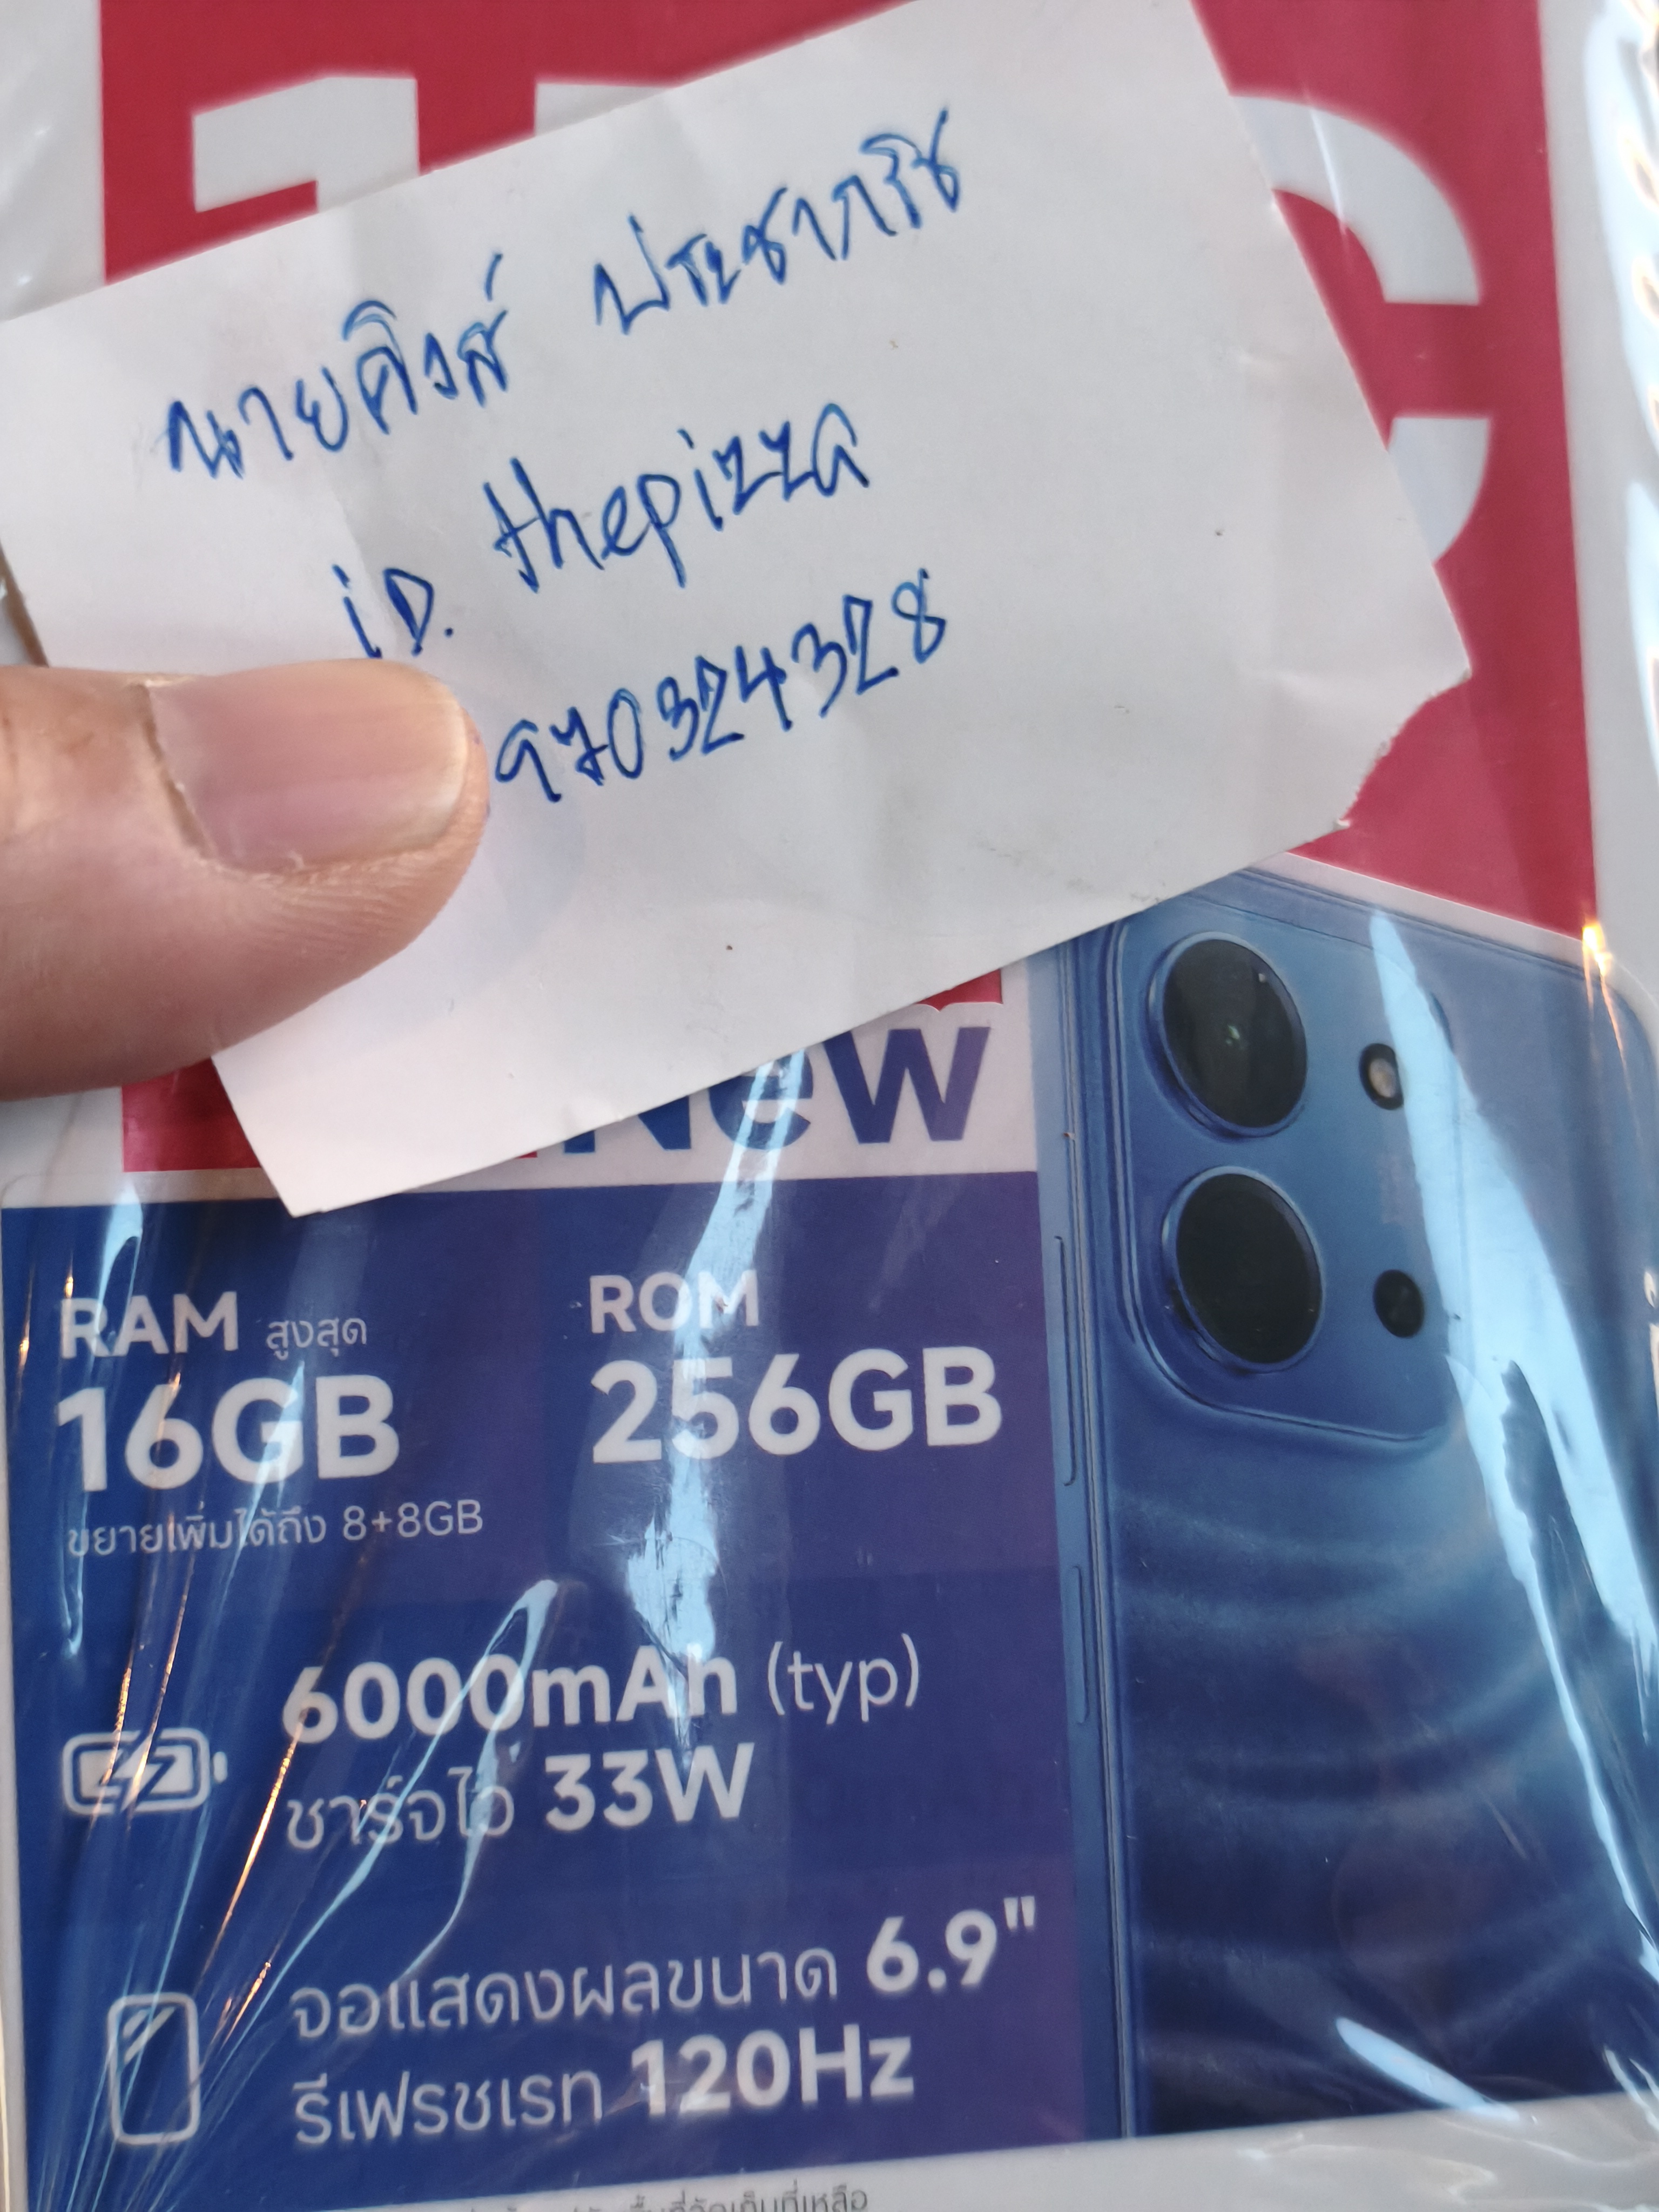 นายคิงส์ ประชากริช
iD. thepizza
970324328
New
RAM สูงสุด
16GB
ขยายเพิ่มได้ถึง 8+8GB
ROM
256GB
6000mAh (typ)
ชาร์จไว 33W
จอแสดงผลขนาด 6.9"
รีเฟรชเรท 120Hz